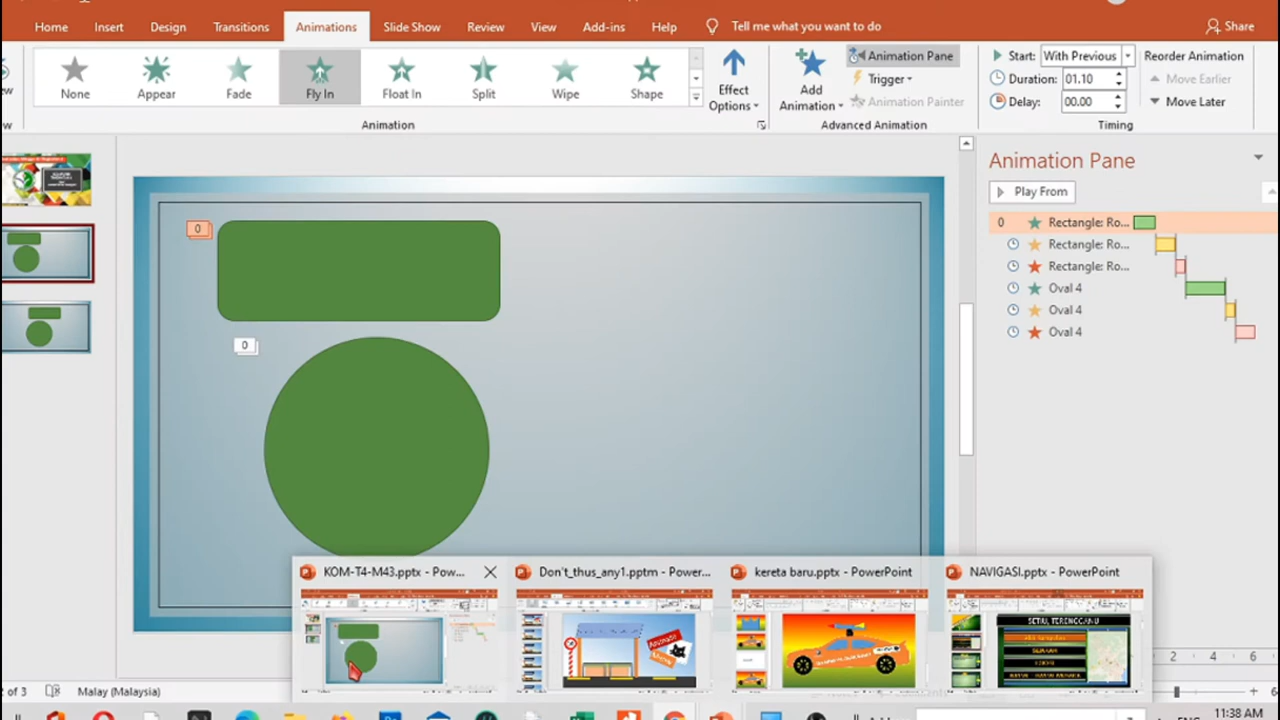 Home Insert Design Transitions Animations Slide Show Review View Add-ins Help Tell me what you want to do Share
None Appear Fade Fly In Float In Split Wipe Shape
Effect Options
Add Animation
Animation Pane
Trigger
Animation Painter
Start: With Previous
Duration: 01.10
Delay: 00.00
Reorder Animation
Move Earlier
Move Later
Animation Advanced Animation Timing
Animation Pane
Play From
0 Rectangle: Ro...
Rectangle: Ro...
Rectangle: Ro...
Oval 4
Oval 4
Oval 4
0
0
KOM-T4-M43.pptx - Pow... Don't_thus_any1.pptm - Power... kereta baru.pptx - PowerPoint NAVIGASI.pptx - PowerPoint
SETIU, TERENGGANU
2 of 3 Malay (Malaysia)
2 4 6
11:38 AM